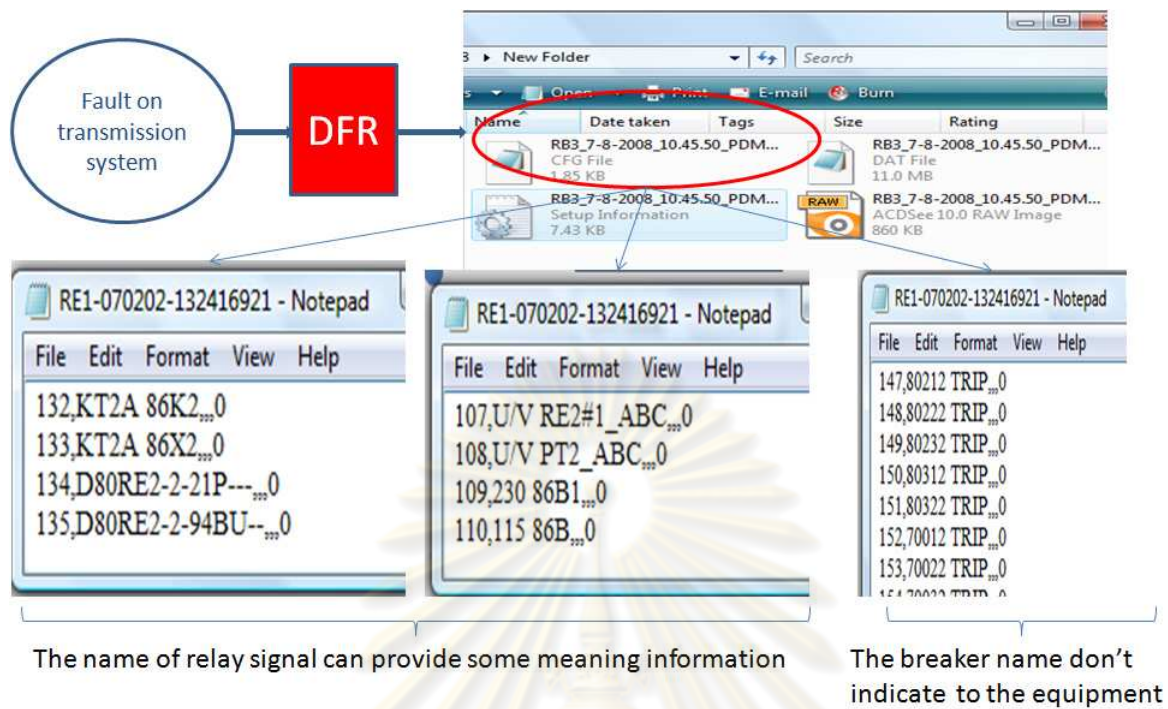 Fault on
transmission
system
DFR
New Folder
Search
Open Print E-mail Burn
Name Date taken Tags Size Rating
RB3_7-8-2008_10.45.50_PDM...
CFG File
1.85 KB
RB3_7-8-2008_10.45.50_PDM...
DAT File
11.0 MB
RB3_7-8-2008_10.45.50_PDM...
Setup Information
7.43 KB
RAW
RB3_7-8-2008_10.45.50_PDM...
ACDSee 10.0 RAW Image
860 KB
RE1-070202-132416921 - Notepad
File Edit Format View Help
132,KT2A 86K2,,,0
133,KT2A 86X2,,,0
134,D80RE2-2-21P---,,,0
135,D80RE2-2-94BU--,,,0
RE1-070202-132416921 - Notepad
File Edit Format View Help
107,U/V RE2#1_ABC,,,0
108,U/V PT2_ABC,,,0
109,230 86B1,,,0
110,115 86B,,,0
RE1-070202-132416921 - Notepad
File Edit Format View Help
147,80212 TRIP,,,0
148,80222 TRIP,,,0
149,80232 TRIP,,,0
150,80312 TRIP,,,0
151,80322 TRIP,,,0
152,70012 TRIP,,,0
153,70022 TRIP,,,0
The name of relay signal can provide some meaning information
The breaker name don't
indicate to the equipment